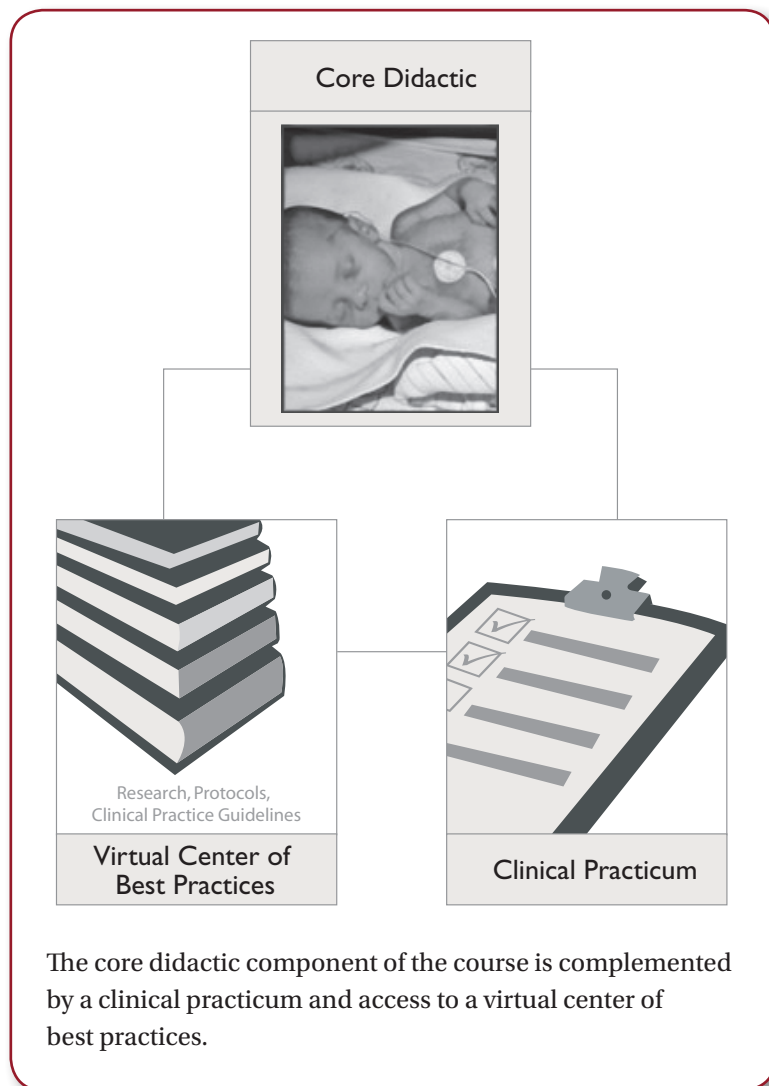 Core Didactic
Research, Protocols,
Clinical Practice Guidelines
Virtual Center of
Best Practices
Clinical Practicum
The core didactic component of the course is complemented
by a clinical practicum and access to a virtual center of
best practices.